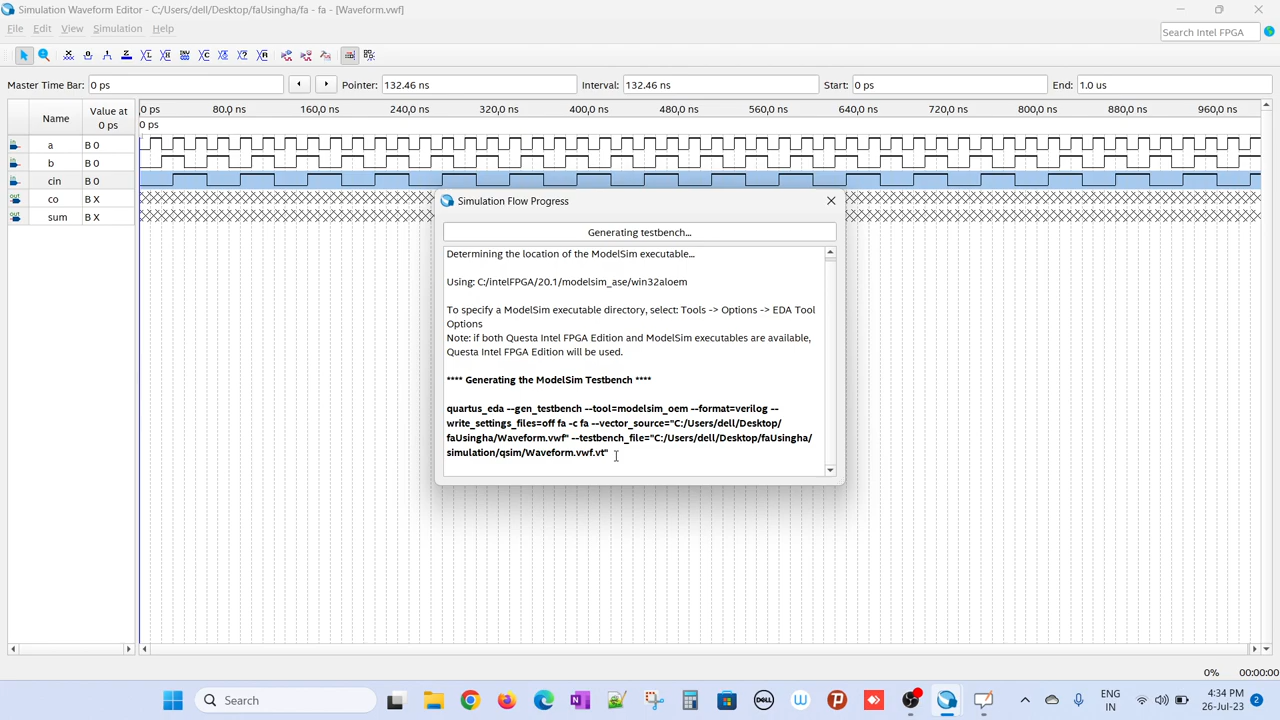 Simulation Waveform Editor - C:/Users/dell/Desktop/faUsingha/fa - fa - [Waveform.vwf]
File Edit View Simulation Help
Search Intel FPGA
Master Time Bar: 0 ps Pointer: 132.46 ns Interval: 132.46 ns Start: 0 ps End: 1.0 us
Name Value at 0 ps
0 ps 80.0 ns 160.0 ns 240.0 ns 320.0 ns 400.0 ns 480.0 ns 560.0 ns 640.0 ns 720.0 ns 800.0 ns 880.0 ns 960.0 ns
0 ps
a B 0
b B 0
cin B 0
co B X
sum B X
Simulation Flow Progress
Generating testbench...
Determining the location of the ModelSim executable...
Using: C:/intelFPGA/20.1/modelsim_ase/win32aloem
To specify a ModelSim executable directory, select: Tools -> Options -> EDA Tool
Options
Note: if both Questa Intel FPGA Edition and ModelSim executables are available,
Questa Intel FPGA Edition will be used.
**** Generating the ModelSim Testbench ****
quartus_eda --gen_testbench --tool=modelsim_oem --format=verilog --
write_settings_files=off fa -c fa --vector_source="C:/Users/dell/Desktop/
faUsingha/Waveform.vwf" --testbench_file="C:/Users/dell/Desktop/faUsingha/
simulation/qsim/Waveform.vwf.vt"
0% 00:00:00
Search
ENG
IN
4:34 PM
26-Jul-23
2